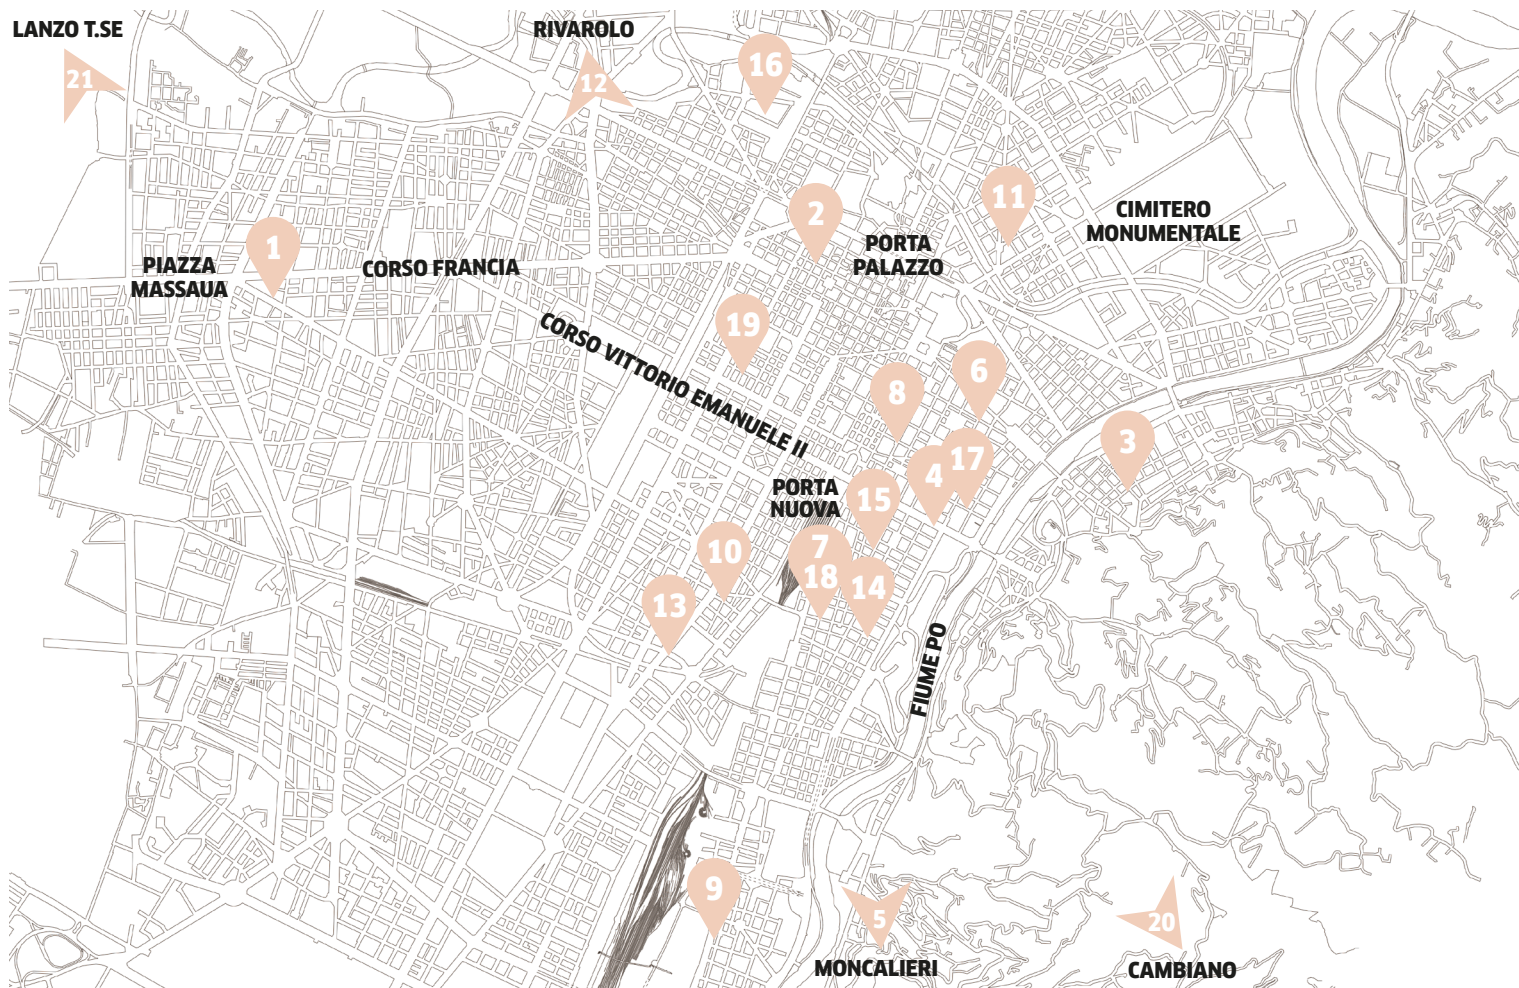 LANZO T.SE
RIVAROLO
21
12
16
11
2
CIMITERO
MONUMENTALE
PORTA
PALAZZO
1
PIAZZA
MASSAUA
CORSO FRANCIA
19
CORSO VITTORIO EMANUELE II
6
8
3
17
4
PORTA
NUOVA
15
10
7
18
14
13
FIUME PO
9
5
20
MONCALIERI
CAMBIANO